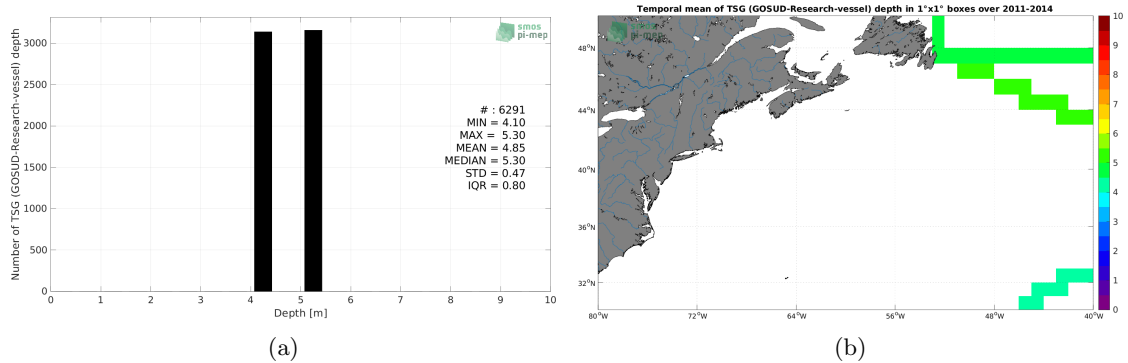 smos
pi-mep
3000
2500
2000
1500
1000
500
0
Number of TSG (GOSUD-Research-vessel) depth
# : 6291
MIN = 4.10
MAX = 5.30
MEAN = 4.85
MEDIAN = 5.30
STD = 0.47
IQR = 0.80
0 1 2 3 4 5 6 7 8 9 10
Depth [m]
(a)
Temporal mean of TSG (GOSUD-Research-vessel) depth in 1°x1° boxes over 2011-2014
smos
pi-mep
48°N
44°N
40°N
36°N
32°N
80°W 72°W 64°W 56°W 48°W 40°W
10
9
8
7
6
5
4
3
2
1
0
(b)